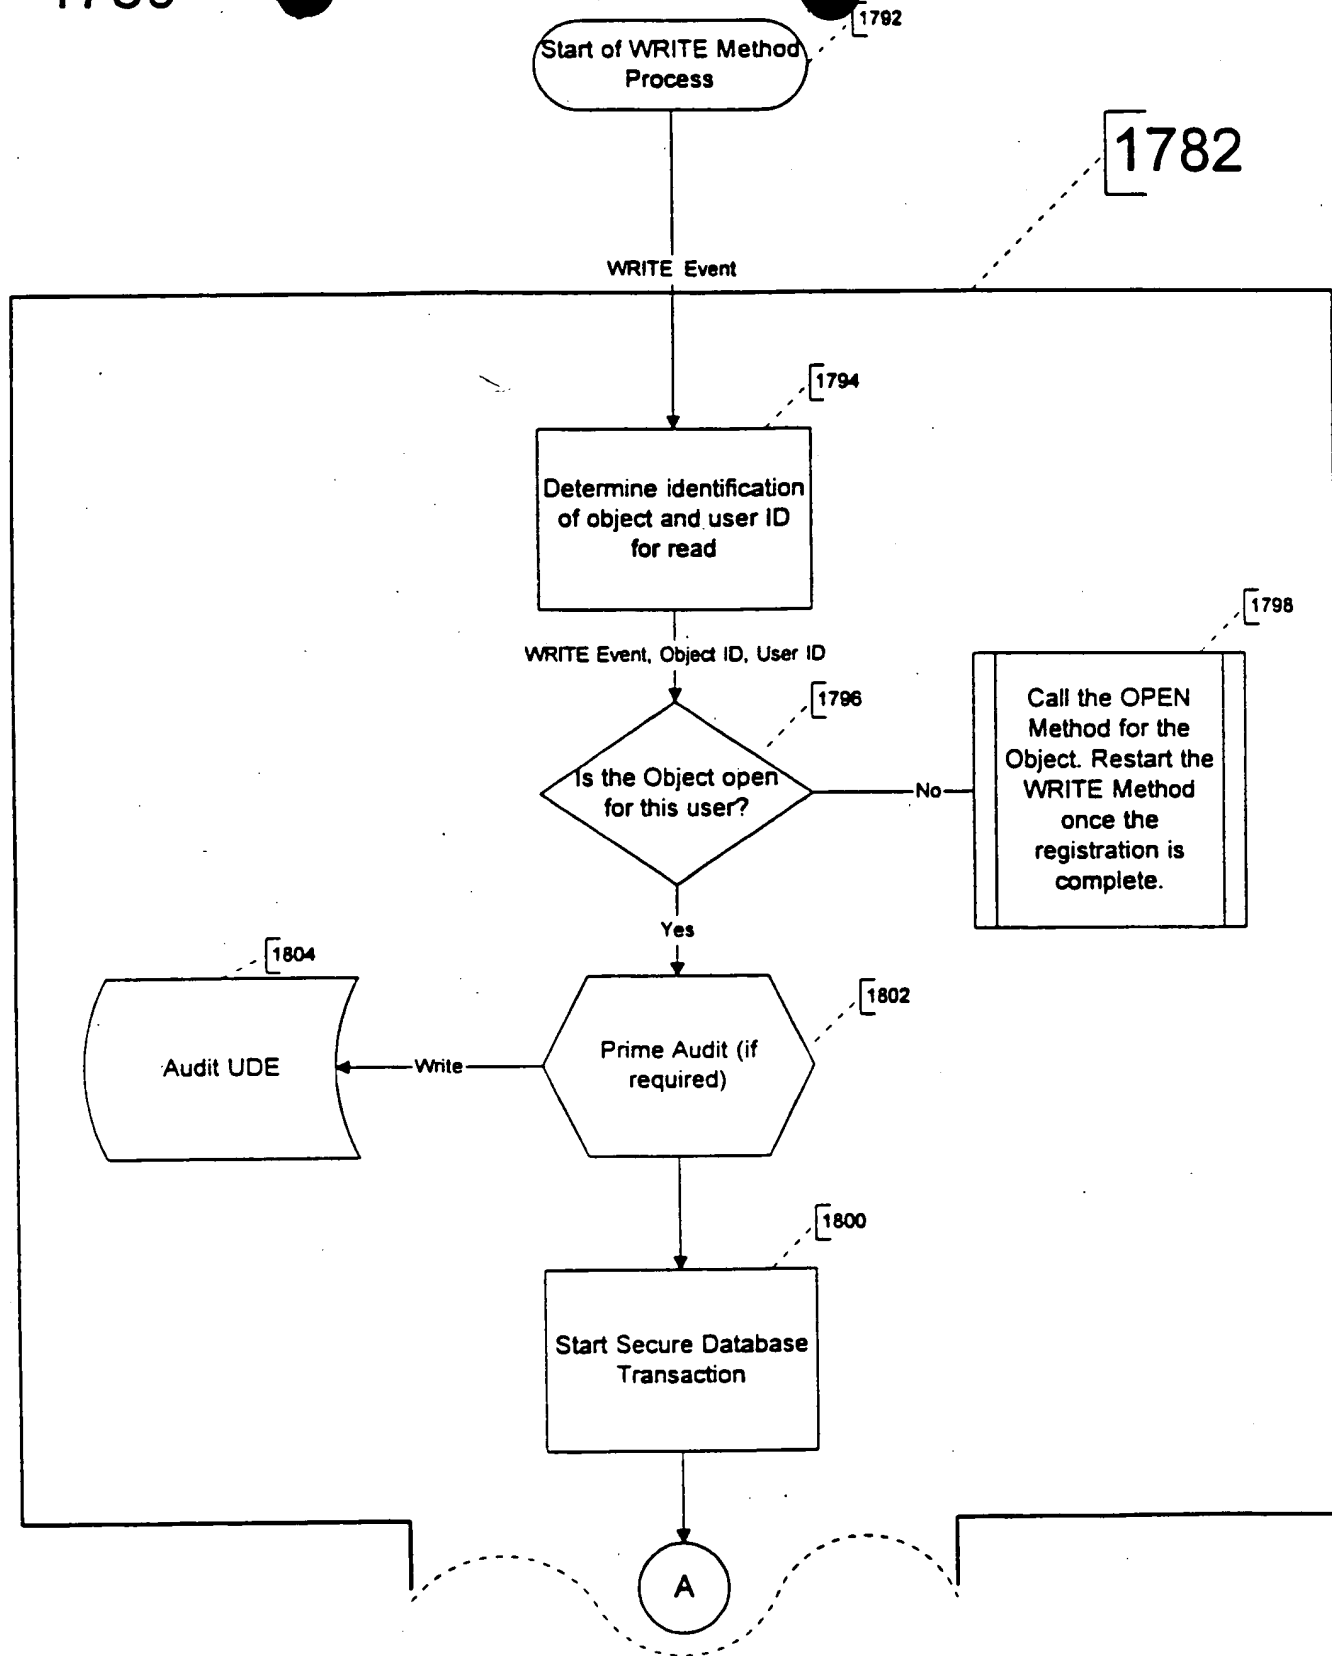 1792
Start of WRITE Method
Process
1782
WRITE Event
1794
Determine identification
of object and user ID
for read
1798
WRITE Event, Object ID, User ID
1796
Call the OPEN
Method for the
Object. Restart the
WRITE Method
once the
registration is
complete.
Is the Object open
for this user?
No
Yes
1804
1802
Audit UDE
Write
Prime Audit (if
required)
1800
Start Secure Database
Transaction
A